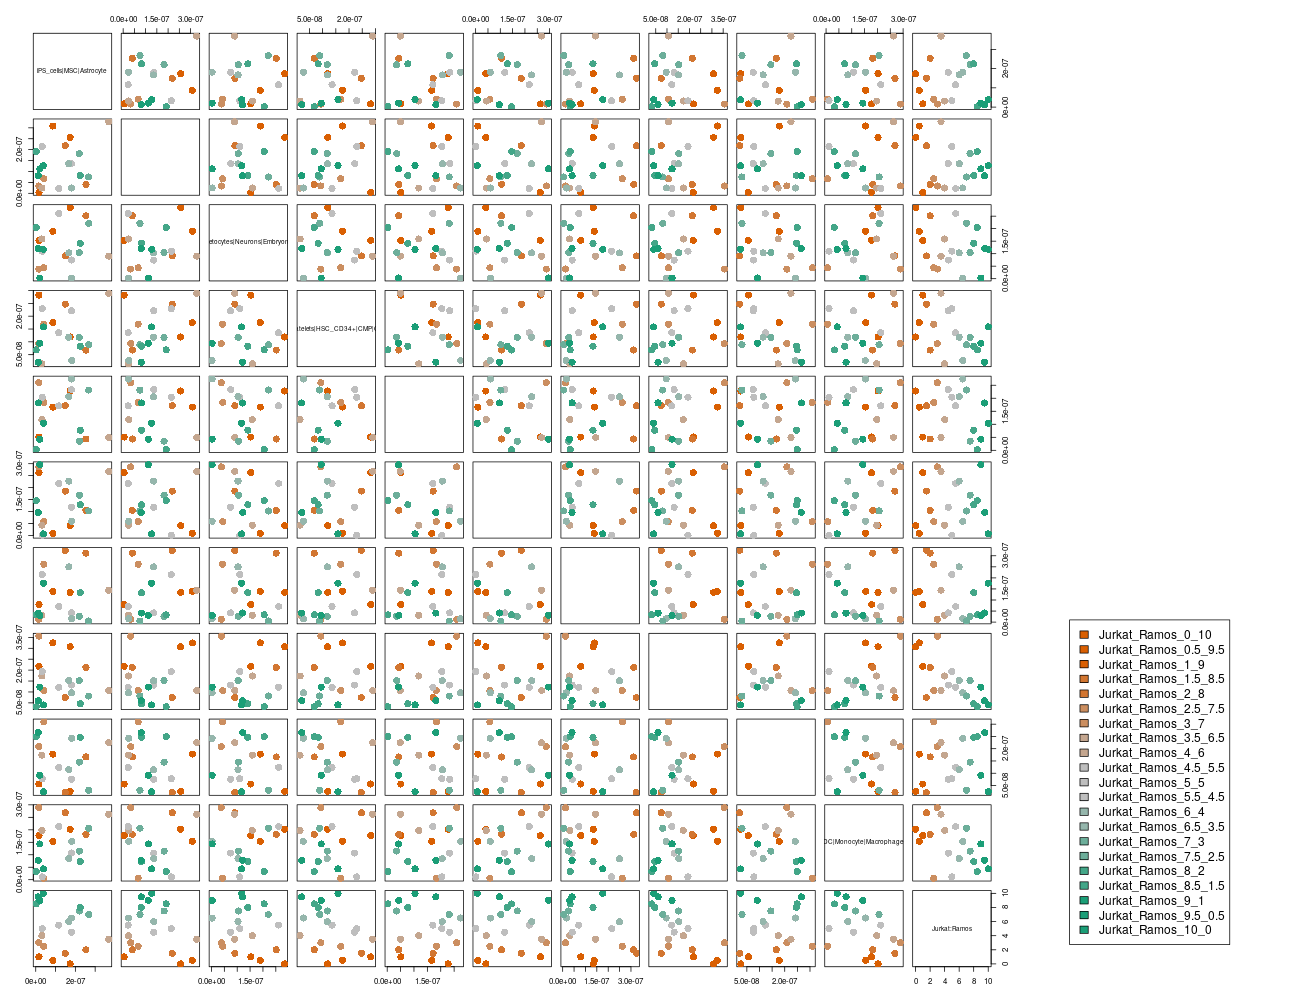 0.0e+00 1.5e-07 3.0e-07 5.0e-08 2.0e-07 0.0e+00 1.5e-07 3.0e-07 5.0e-08 2.0e-07 3.5e-07 0.0e+00 1.5e-07 3.0e-07
iPS_cells|MSC|Astrocyte
0e+00 2e-07
0.0e+00 2.0e-07
etocytes|Neurons|Embryon
0.0e+00 1.5e-07
5.0e-08 2.0e-07
atelets|HSC_CD34+|CMP|
0.0e+00 1.5e-07
0.0e+00 1.5e-07 3.0e-07
0.0e+00 1.5e-07 3.0e-07
5.0e-08 2.0e-07 3.5e-07
5.0e-08 2.0e-07
0.0e+00 1.5e-07 3.0e-07
DC|Monocyte|Macrophage
Jurkat:Ramos
0 2 4 6 8 10
0e+00 2e-07 0.0e+00 1.5e-07 0.0e+00 1.5e-07 0.0e+00 1.5e-07 3.0e-07 5.0e-08 2.0e-07 0 2 4 6 8 10
Jurkat_Ramos_0_10
Jurkat_Ramos_0.5_9.5
Jurkat_Ramos_1_9
Jurkat_Ramos_1.5_8.5
Jurkat_Ramos_2_8
Jurkat_Ramos_2.5_7.5
Jurkat_Ramos_3_7
Jurkat_Ramos_3.5_6.5
Jurkat_Ramos_4_6
Jurkat_Ramos_4.5_5.5
Jurkat_Ramos_5_5
Jurkat_Ramos_5.5_4.5
Jurkat_Ramos_6_4
Jurkat_Ramos_6.5_3.5
Jurkat_Ramos_7_3
Jurkat_Ramos_7.5_2.5
Jurkat_Ramos_8_2
Jurkat_Ramos_8.5_1.5
Jurkat_Ramos_9_1
Jurkat_Ramos_9.5_0.5
Jurkat_Ramos_10_0